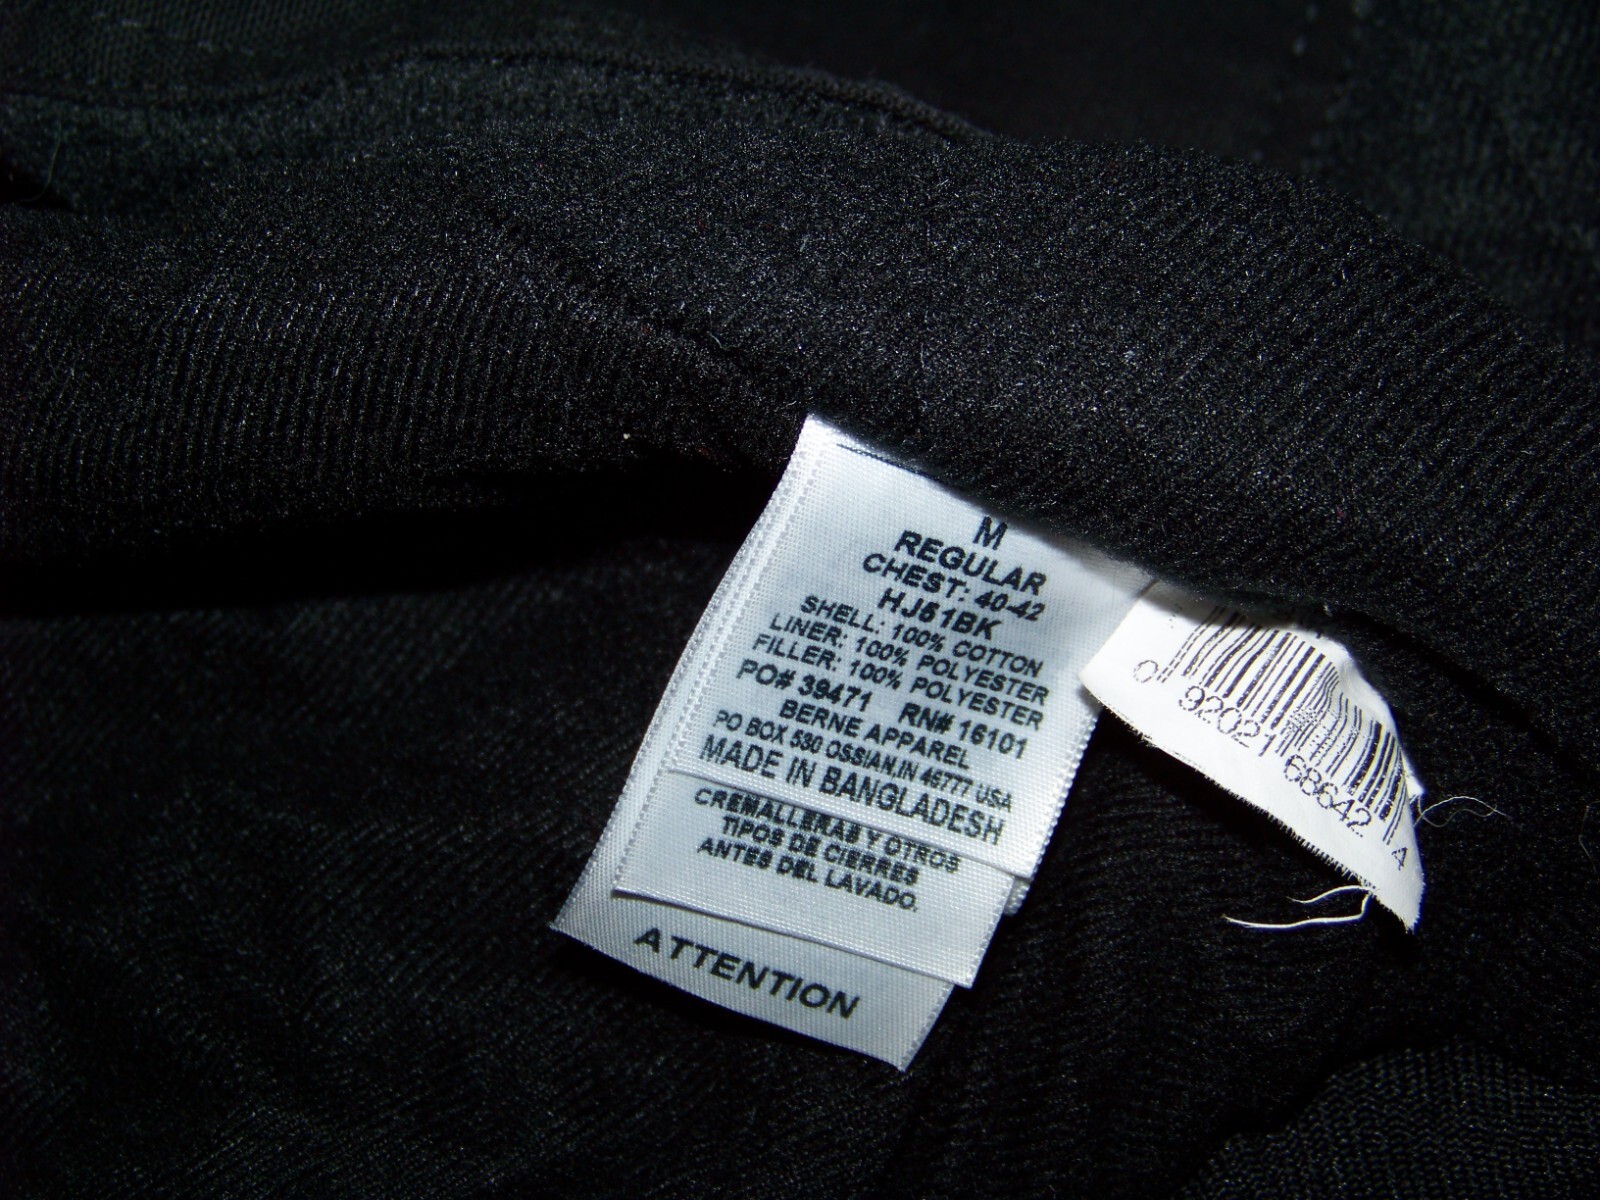 M
REGULAR
CHEST: 40-42
HJ51BK
SHELL: 100% COTTON
LINER: 100% POLYESTER
FILLER: 100% POLYESTER
PO# 39471 RN# 16101
BERNE APPAREL
PO BOX 530 OSSIAN,IN 46777 USA
MADE IN BANGLADESH
CREMALLERAS Y OTROS
TIPOS DE CIERRES
ANTES DEL LAVADO.
ATTENTION
0 92021 68642 4